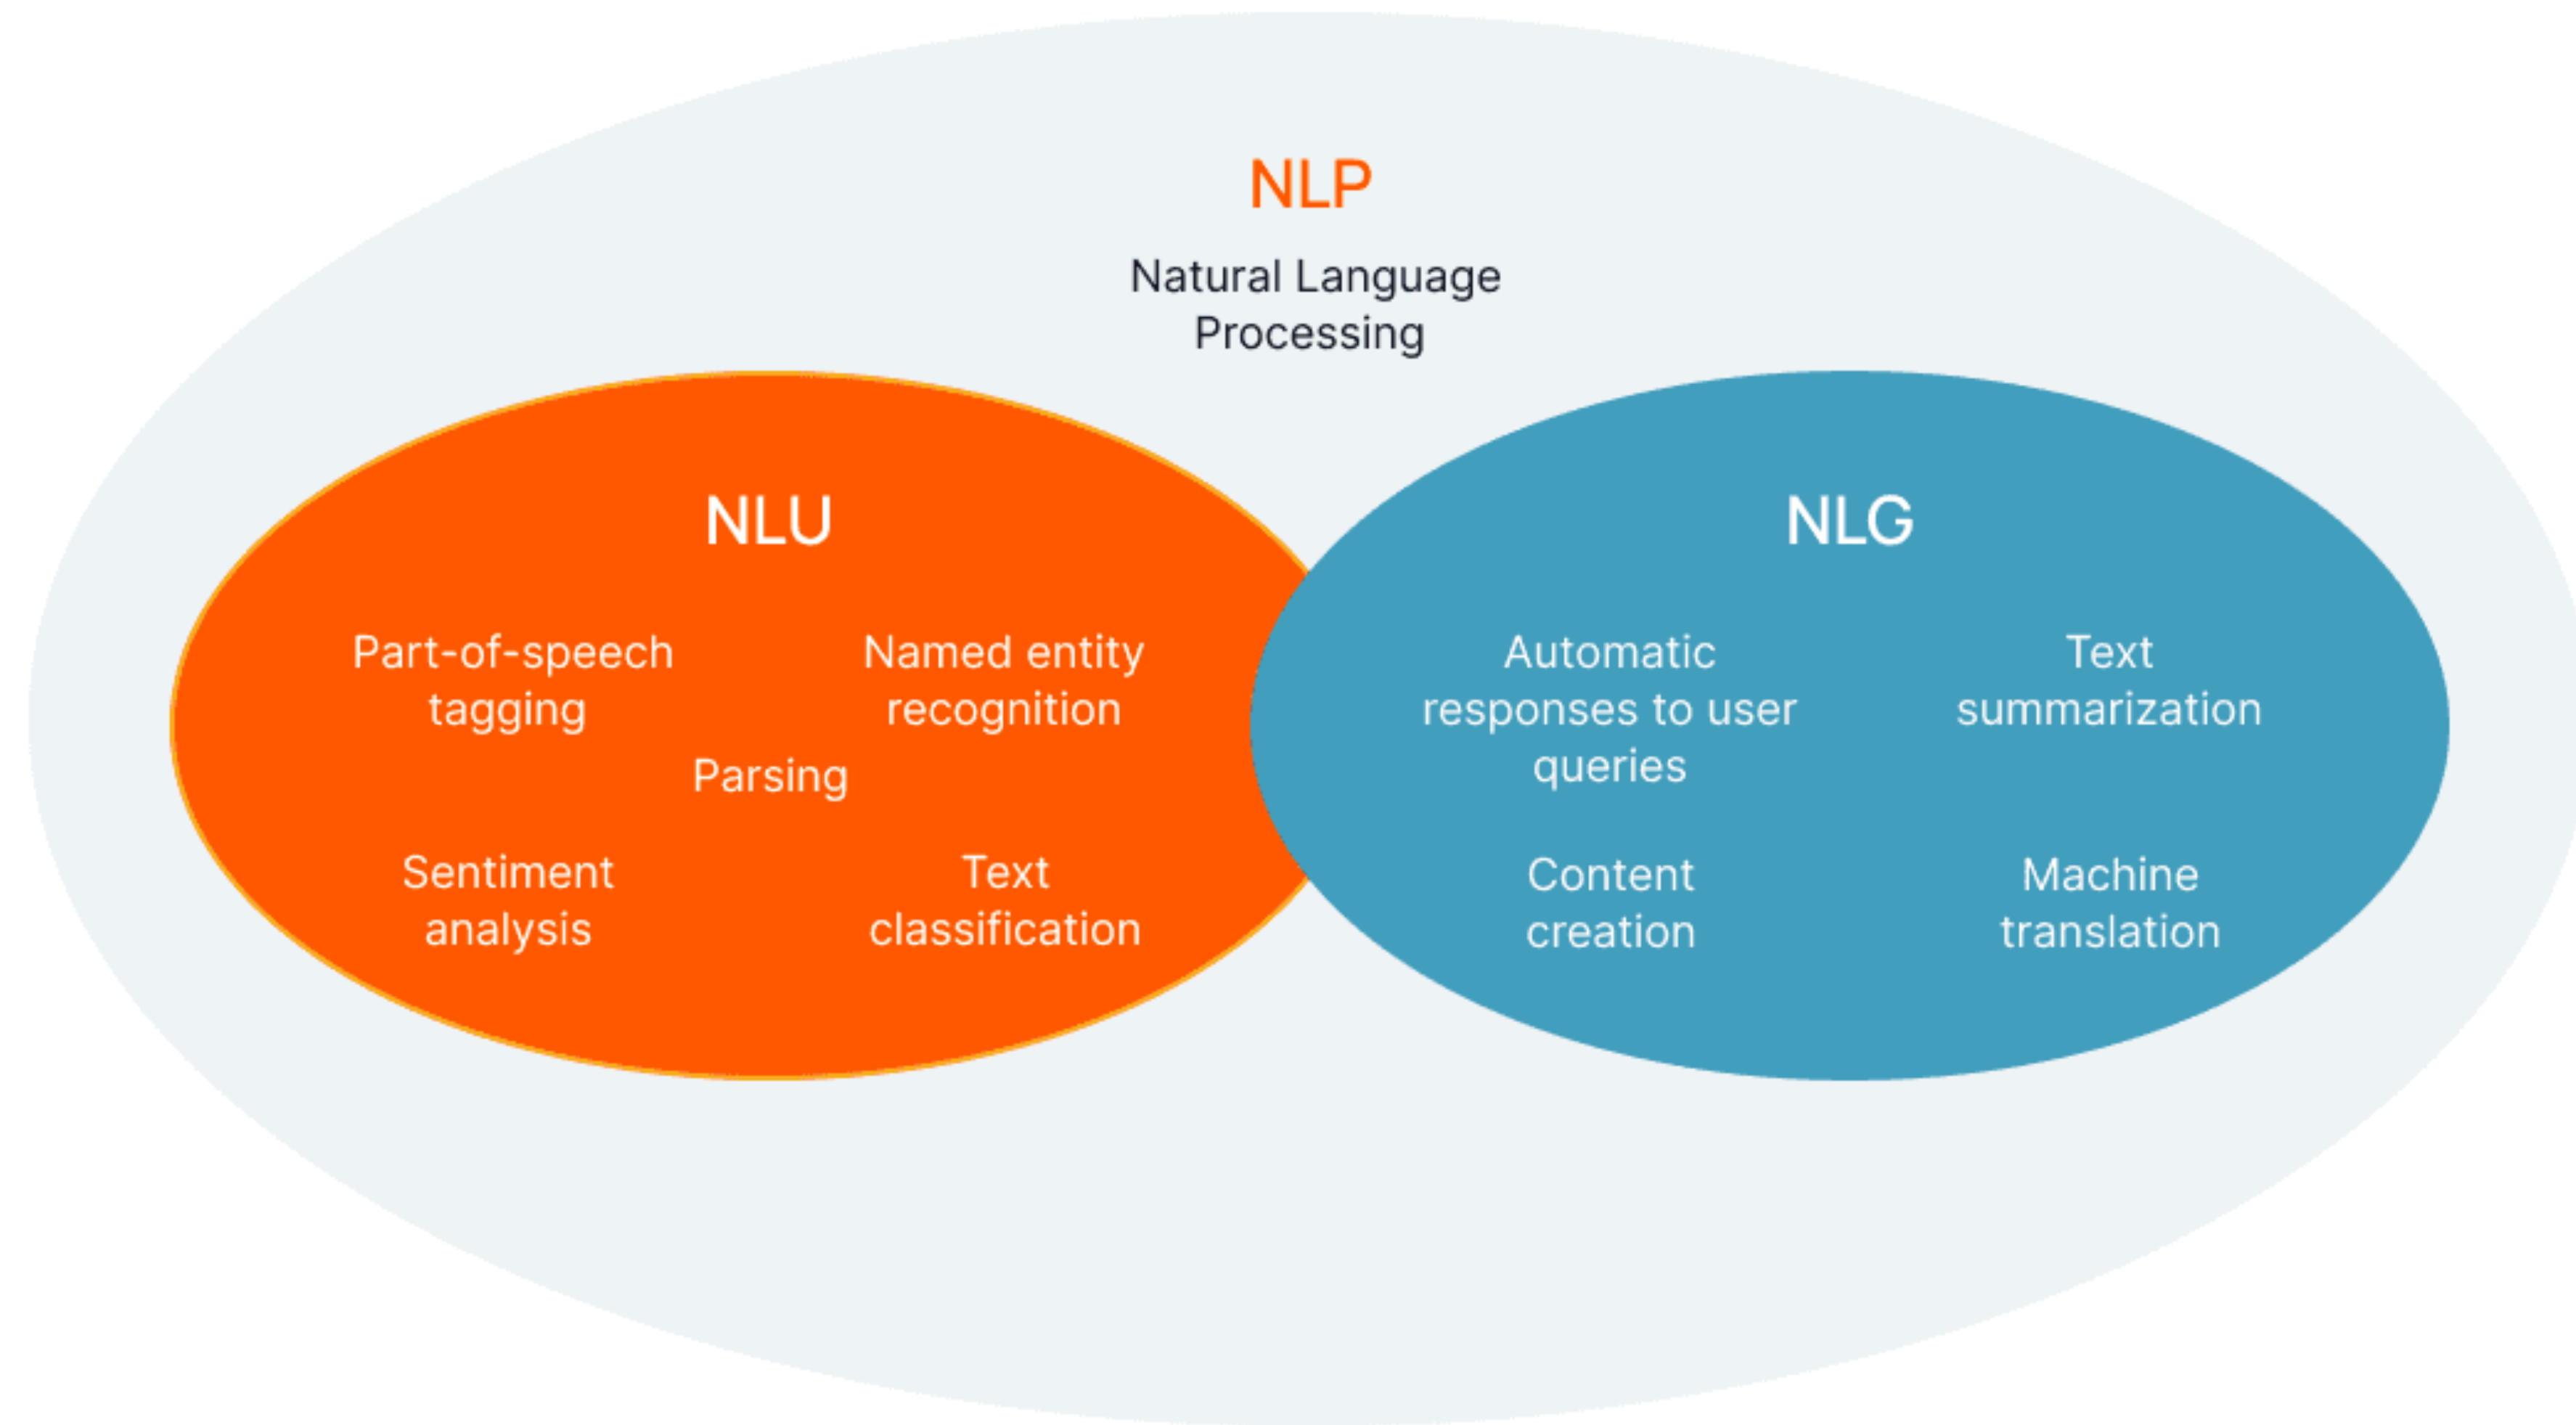 NLP
Natural Language
Processing
NLU
Part-of-speech
tagging
Named entity
recognition
Parsing
Sentiment
analysis
Text
classification
NLG
Automatic
responses to user
queries
Text
summarization
Content
creation
Machine
translation